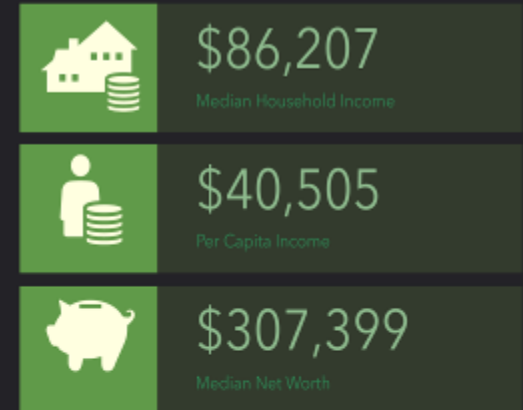 $86,207
Median Household Income
$40,505
Per Capita Income
$307,399
Median Net Worth